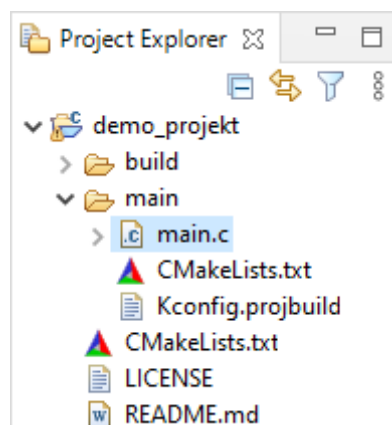 Project Explorer
demo_projekt
build
main
main.c
CMakeLists.txt
Kconfig.projbuild
CMakeLists.txt
LICENSE
README.md